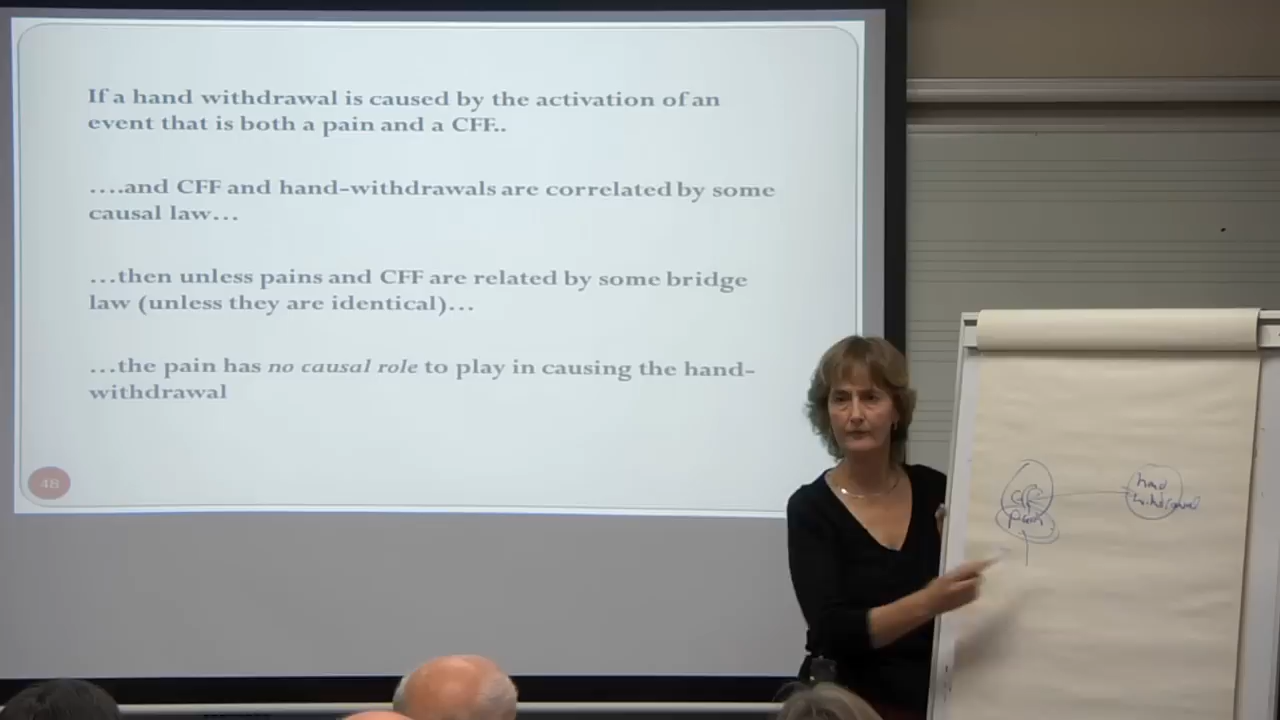 If a hand withdrawal is caused by the activation of an
event that is both a pain and a CFF..
….and CFF and hand-withdrawals are correlated by some
causal law…
…then unless pains and CFF are related by some bridge
law (unless they are identical)…
…the pain has no causal role to play in causing the hand-
withdrawal
48
CFF
pain
hand
withdrawal